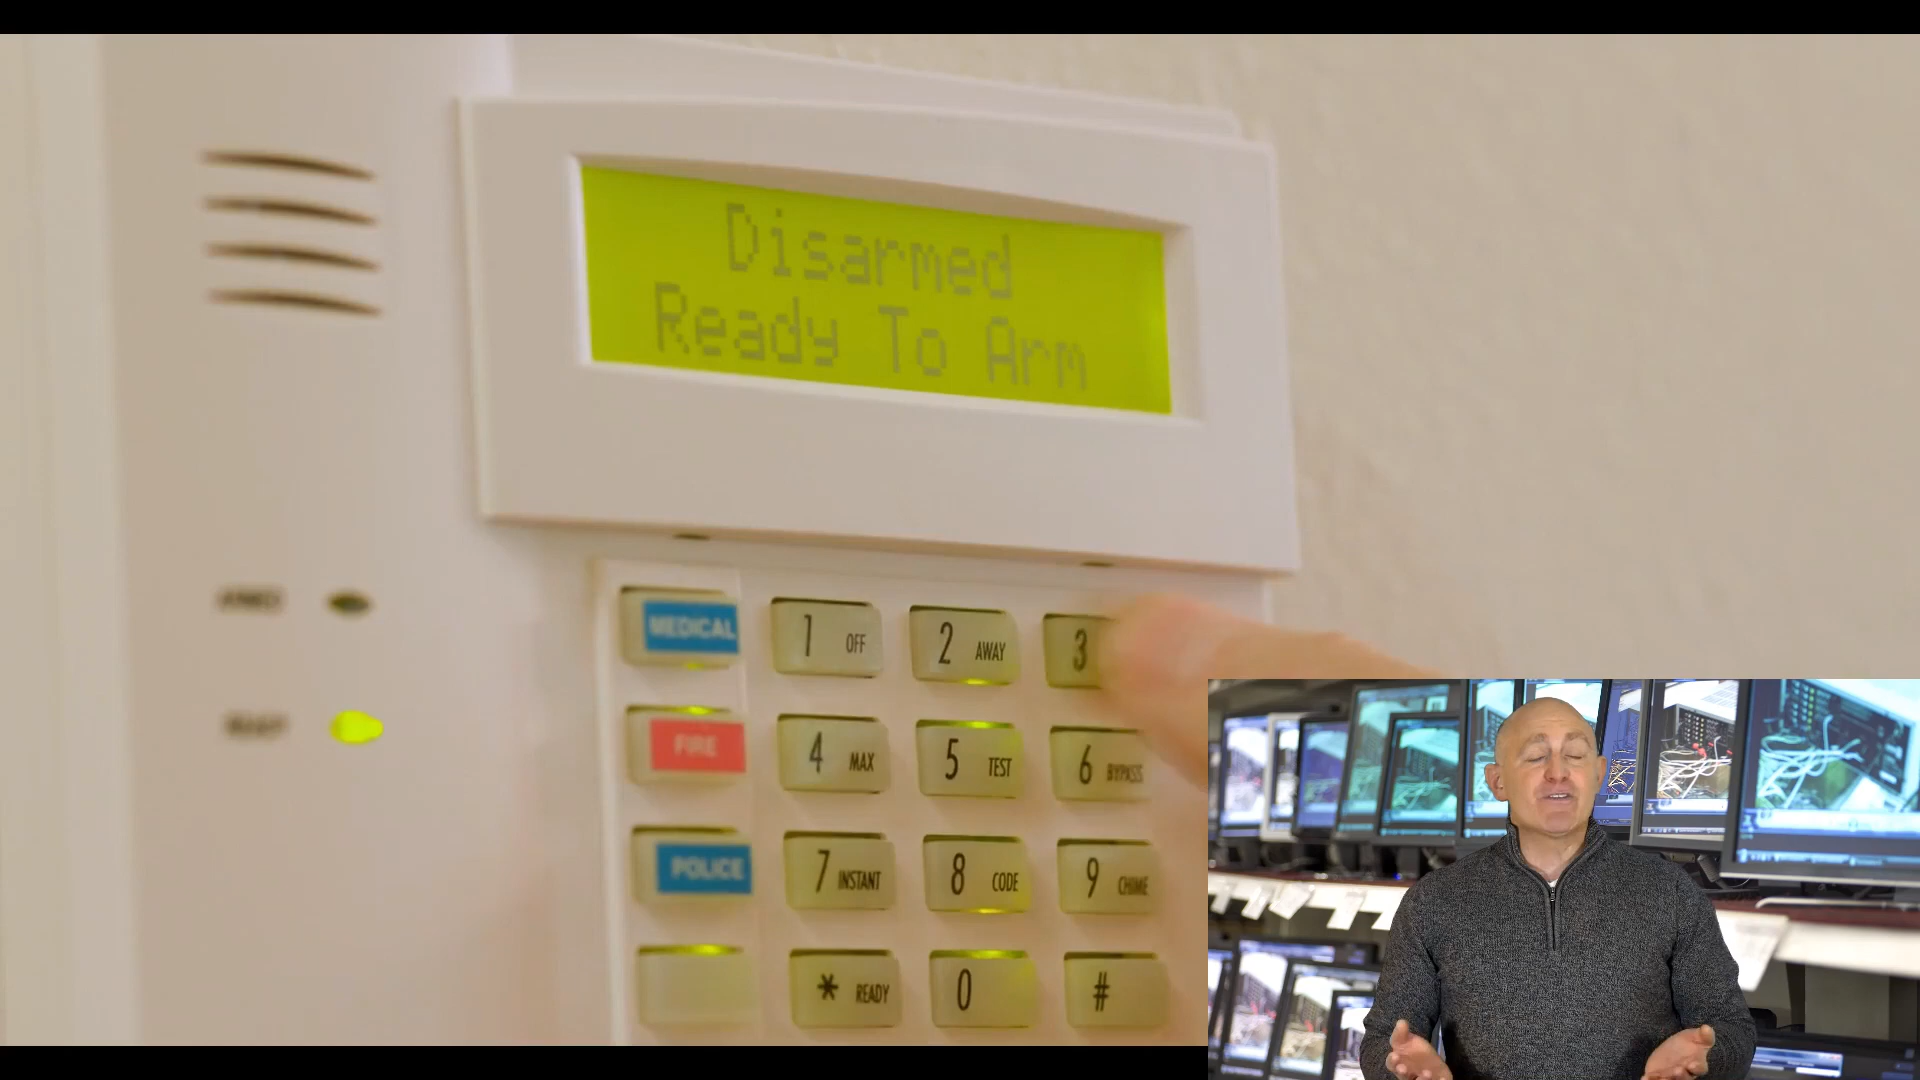 Disarmed
Ready To Arm
MEDICAL
1 OFF
2 AWAY
3
FIRE
4 MAX
5 TEST
6 BYPASS
POLICE
7 INSTANT
8 CODE
9 CHIME
* READY
0
#